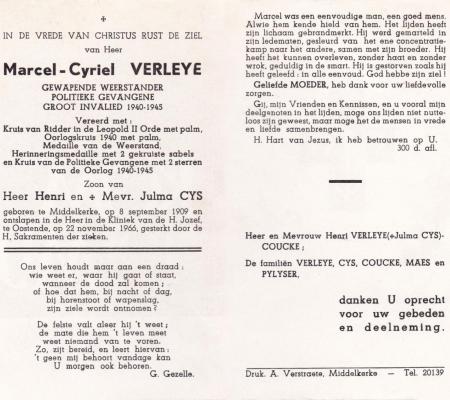 IN DE VREDE VAN CHRISTUS RUST DE ZIEL
van Heer
Marcel-Cyriel VERLEYE
GEWAPENDE WEERSTANDER
POLITIEKE GEVANGENE
GROOT INVALIED 1940-1945
Vereerd met :
Kruis van Ridder in de Leopold II Orde met palm,
Oorlogskruis 1940 met palm,
Medaille van de Weerstand,
Herinneringsmedaille met 2 gekruiste sabels
en Kruis van de Politieke Gevangene met 2 sterren
van de Oorlog 1940-1945
Zoon van
Heer Henri en + Mevr. Julma CYS
geboren te Middelkerke, op 8 september 1909 en
ontslapen in de Heer in de Kliniek van de H. Jozef,
te Oostende, op 22 november 1966, gesterkt door de
H. Sakramenten der zieken.
Ons leven houdt maar aan een draad :
wie weet er, waar hij gaat of staat,
wanneer de dood zal komen ;
of hoe dat hem, bij nacht of dag,
bij horenstoot of wapenslag,
zijn ziele wordt ontnomen ?
De felste valt aleer hij 't weet ;
de mate die hem 't leven meet
weet niemand van te voren.
Zo, zijt bereid, en leert hiervan :
't geen mij behoort vandage kan
U morgen ook behoren.
G. Gezelle.
Marcel was een eenvoudige man, een goed mens.
Alwie hem kende hield van hem. Het lijden heeft
zijn lichaam gebrandmerkt. Hij werd gemarteld in
zijn ledematen, gesleurd van het ene concentratie-
kamp naar het andere, samen met zijn broeder. Hij
heeft het kunnen overleven, zonder haat en zonder
wrok, geduldig in de smart. Hij is gestorven zoals hij
heeft geleefd : in alle eenvoud. God hebbe zijn ziel !
Geliefde MOEDER, heb dank voor uw liefdevolle
zorgen.
Gij, mijn Vrienden en Kennissen, en u vooral mijn
deelgenoten in het lijden, moge ons lijden niet nutte-
loos zijn geweest, maar moge het de mensen in vrede
en liefde samenbrengen.
H. Hart van Jezus, ik heb betrouwen op U.
300 d. afl.
Heer en Mevrouw Henri VERLEYE(+Julma CYS)-
COUCKE ;
De familiën VERLEYE, CYS, COUCKE, MAES en
PYLYSER,
danken U oprecht
voor uw gebeden
en deelneming.
Druk. A. Verstraete, Middelkerke - Tel. 20139